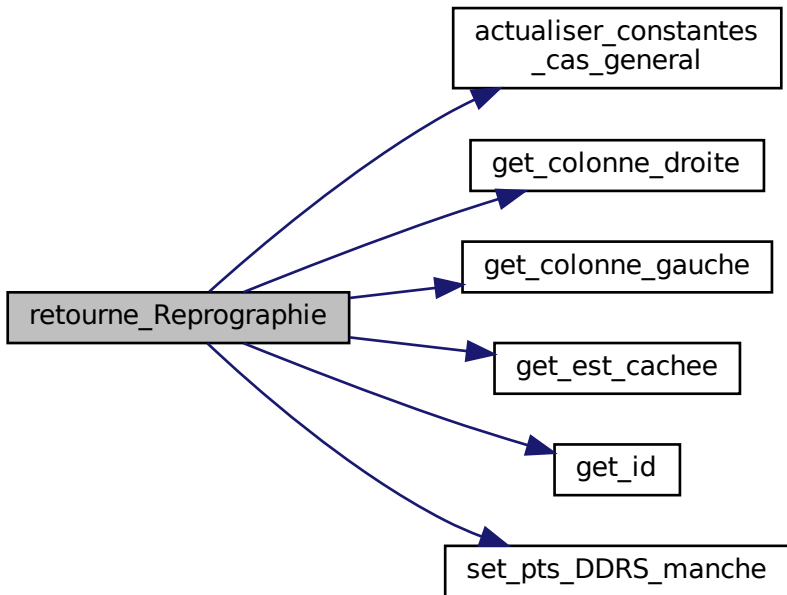 actualiser_constantes
_cas_general
get_colonne_droite
get_colonne_gauche
retourne_Reprographie
get_est_cachee
get_id
set_pts_DDRS_manche